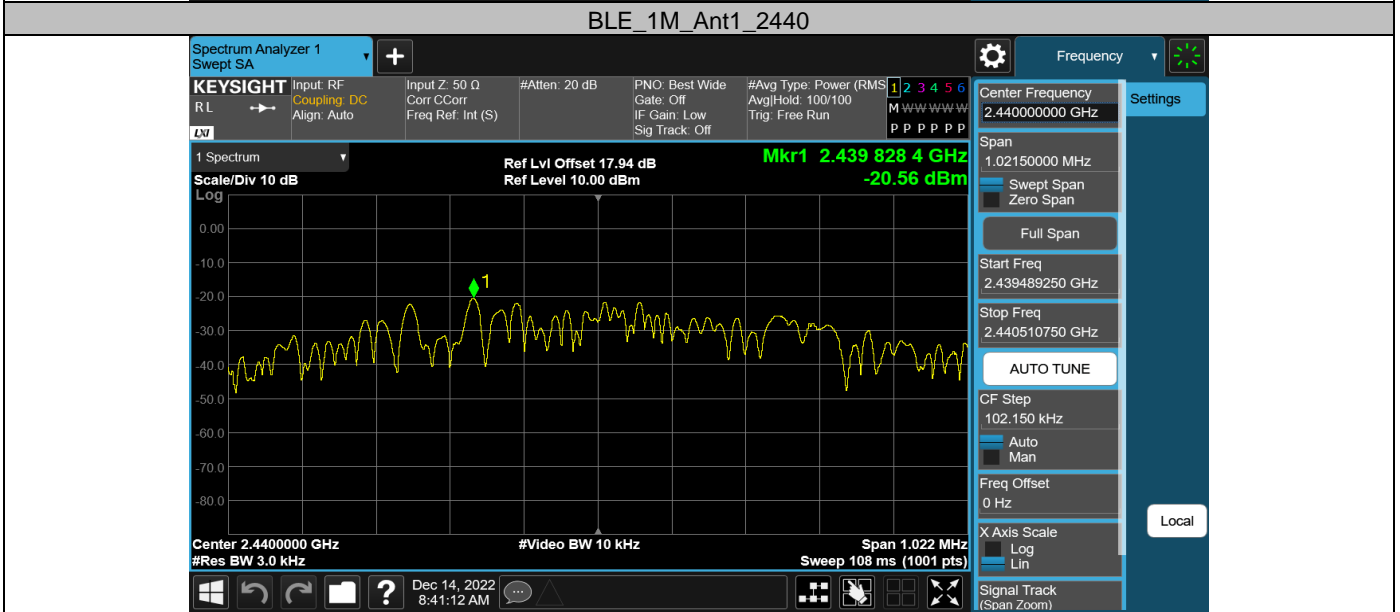 BLE_1M_Ant1_2440
Spectrum Analyzer 1
Swept SA
Frequency
KEYSIGHT
R L
LXI
Input: RF
Coupling: DC
Align: Auto
Input Z: 50 Ω
Corr CCorr
Freq Ref: Int (S)
#Atten: 20 dB
PNO: Best Wide
Gate: Off
IF Gain: Low
Sig Track: Off
#Avg Type: Power (RMS
Avg|Hold: 100/100
Trig: Free Run
1 2 3 4 5 6
M W W W W W
P P P P P P
1 Spectrum
Scale/Div 10 dB
Log
Ref Lvl Offset 17.94 dB
Ref Level 10.00 dBm
Mkr1 2.439 828 4 GHz
-20.56 dBm
1
0.00
-10.0
-20.0
-30.0
-40.0
-50.0
-60.0
-70.0
-80.0
Center 2.4400000 GHz
#Res BW 3.0 kHz
#Video BW 10 kHz
Span 1.022 MHz
Sweep 108 ms (1001 pts)
Center Frequency
2.440000000 GHz
Settings
Span
1.02150000 MHz
Swept Span
Zero Span
Full Span
Start Freq
2.439489250 GHz
Stop Freq
2.440510750 GHz
AUTO TUNE
CF Step
102.150 kHz
Auto
Man
Freq Offset
0 Hz
X Axis Scale
Log
Lin
Local
Signal Track
(Span Zoom)
?
Dec 14, 2022
8:41:12 AM